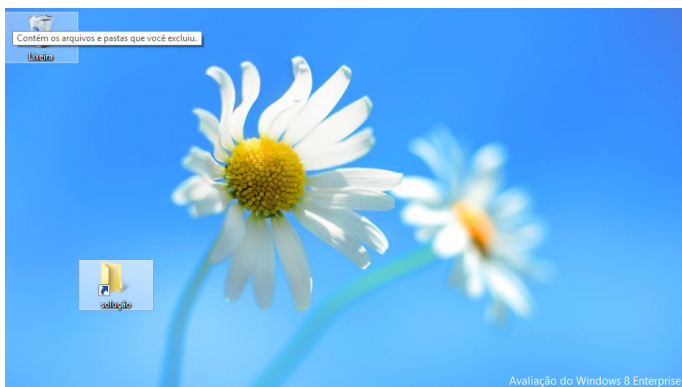 Contém os arquivos e pastas que você excluiu.
Lixeira
solução
Avaliação do Windows 8 Enterprise